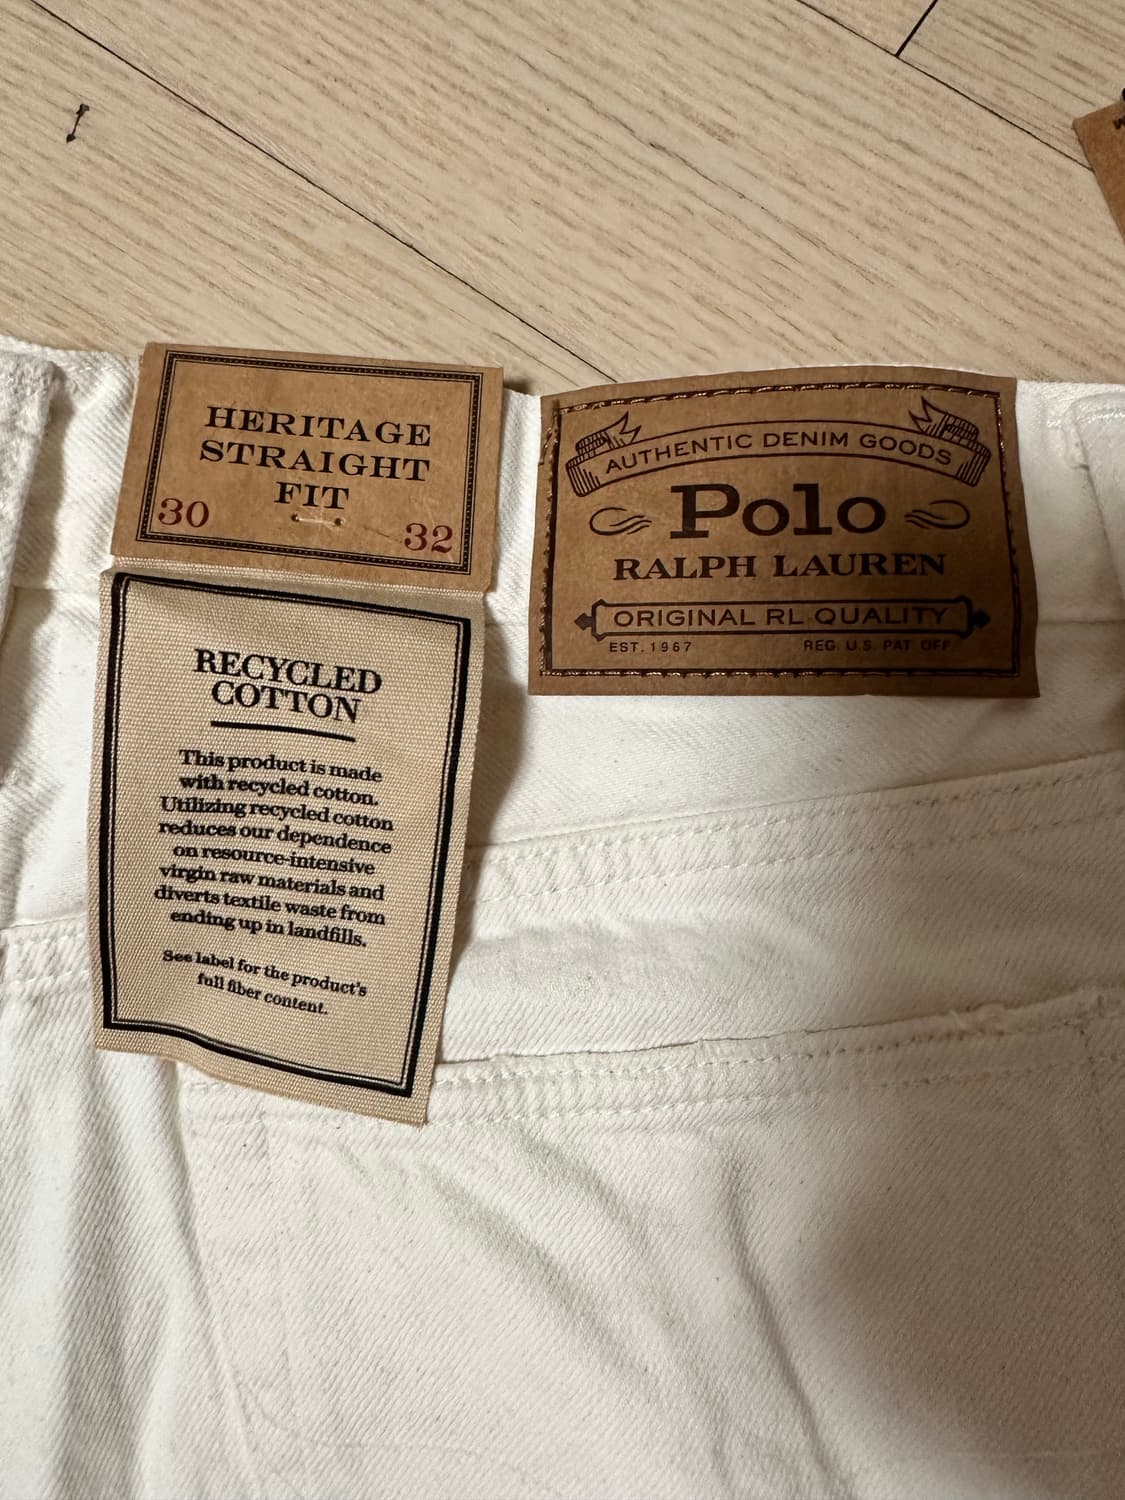 HERITAGE
STRAIGHT
FIT
30
32
RECYCLED
COTTON
This product is made
with recycled cotton.
Utilizing recycled cotton
reduces our dependence
on resource-intensive
virgin raw materials and
diverts textile waste from
ending up in landfills.
See label for the product's
full fiber content.
AUTHENTIC DENIM GOODS
Polo
RALPH LAUREN
ORIGINAL RL QUALITY
EST. 1967 REG. U.S. PAT. OFF.